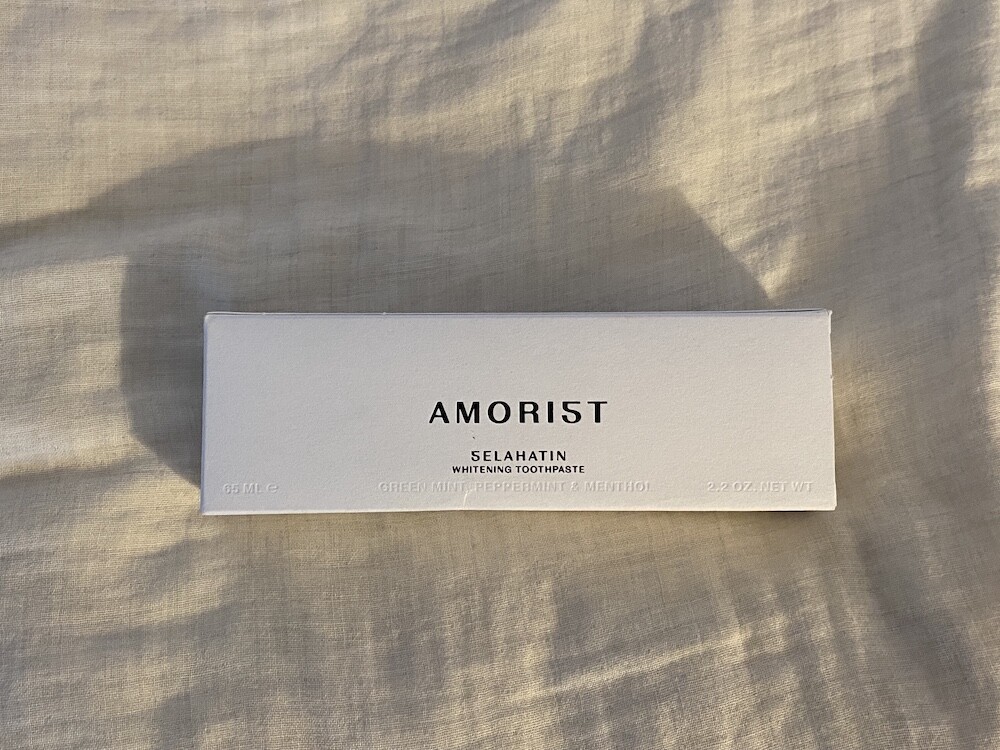 AMORIST
SELAHATIN
WHITENING TOOTHPASTE
65 ML ℮ GREEN MINT, PEPPERMINT & MENTHOL 2.2 OZ. NET WT